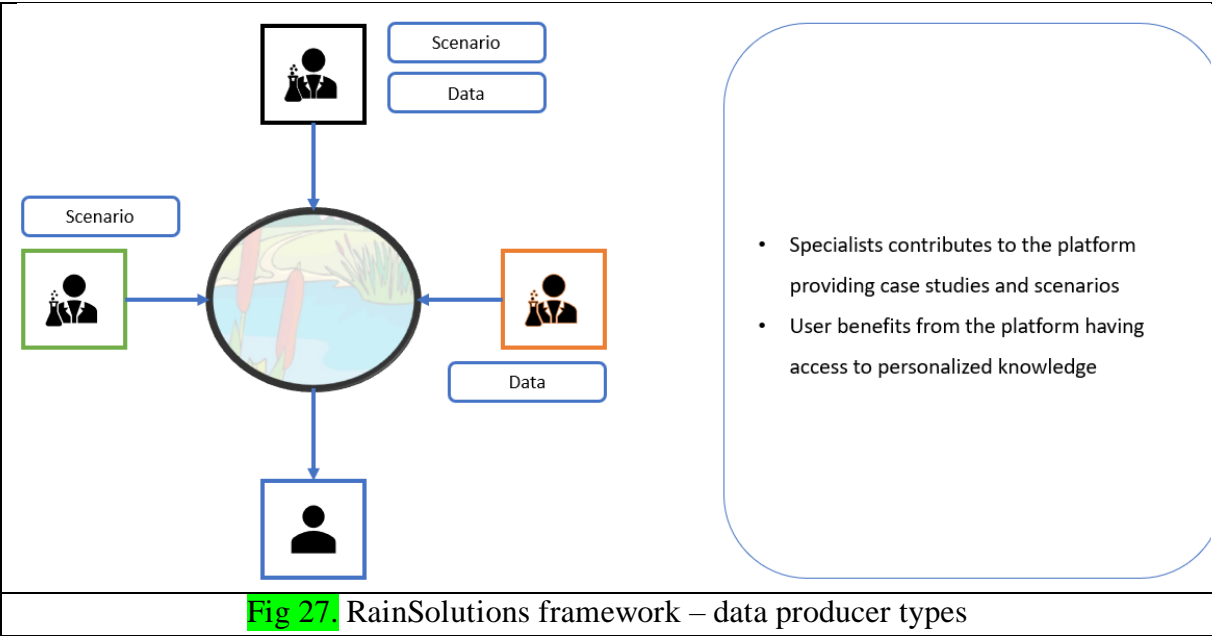 Scenario
Data
Scenario
Data
• Specialists contributes to the platform
providing case studies and scenarios
• User benefits from the platform having
access to personalized knowledge
Fig 27. RainSolutions framework – data producer types